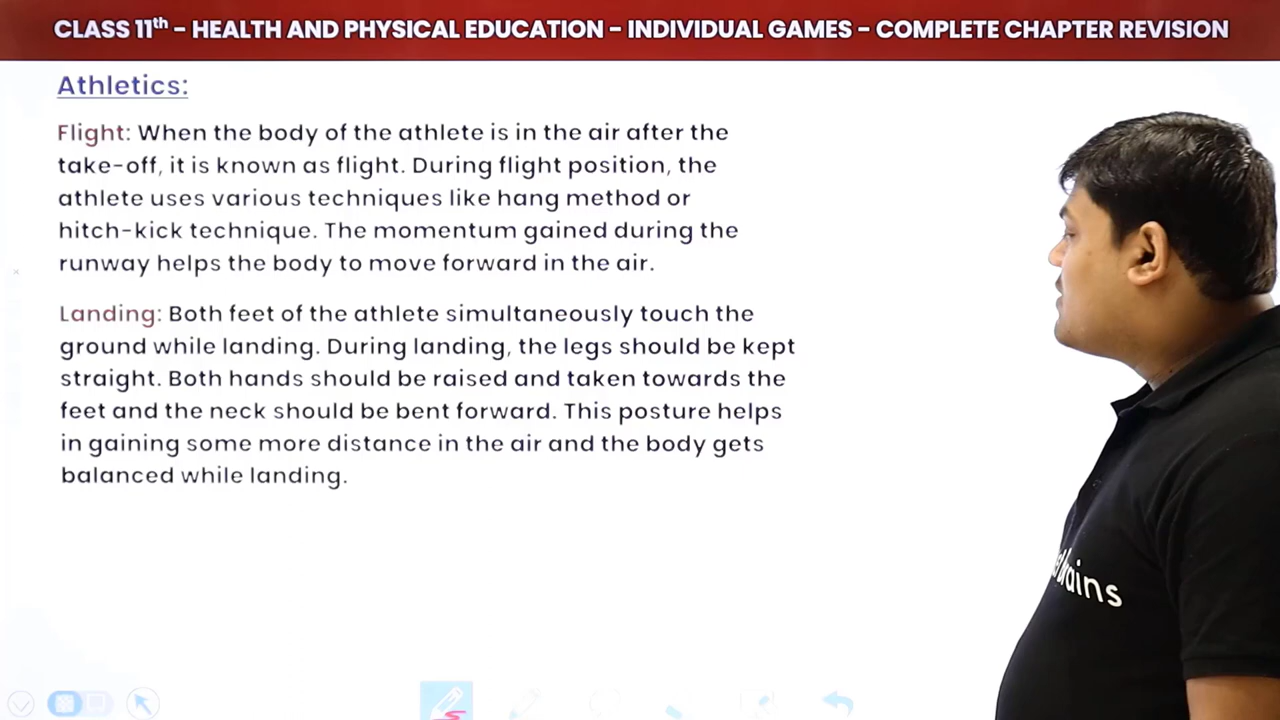 CLASS 11th – HEALTH AND PHYSICAL EDUCATION – INDIVIDUAL GAMES – COMPLETE CHAPTER REVISION
Athletics:
Flight: When the body of the athlete is in the air after the
take-off, it is known as flight. During flight position, the
athlete uses various techniques like hang method or
hitch-kick technique. The momentum gained during the
runway helps the body to move forward in the air.
Landing: Both feet of the athlete simultaneously touch the
ground while landing. During landing, the legs should be kept
straight. Both hands should be raised and taken towards the
feet and the neck should be bent forward. This posture helps
in gaining some more distance in the air and the body gets
balanced while landing.